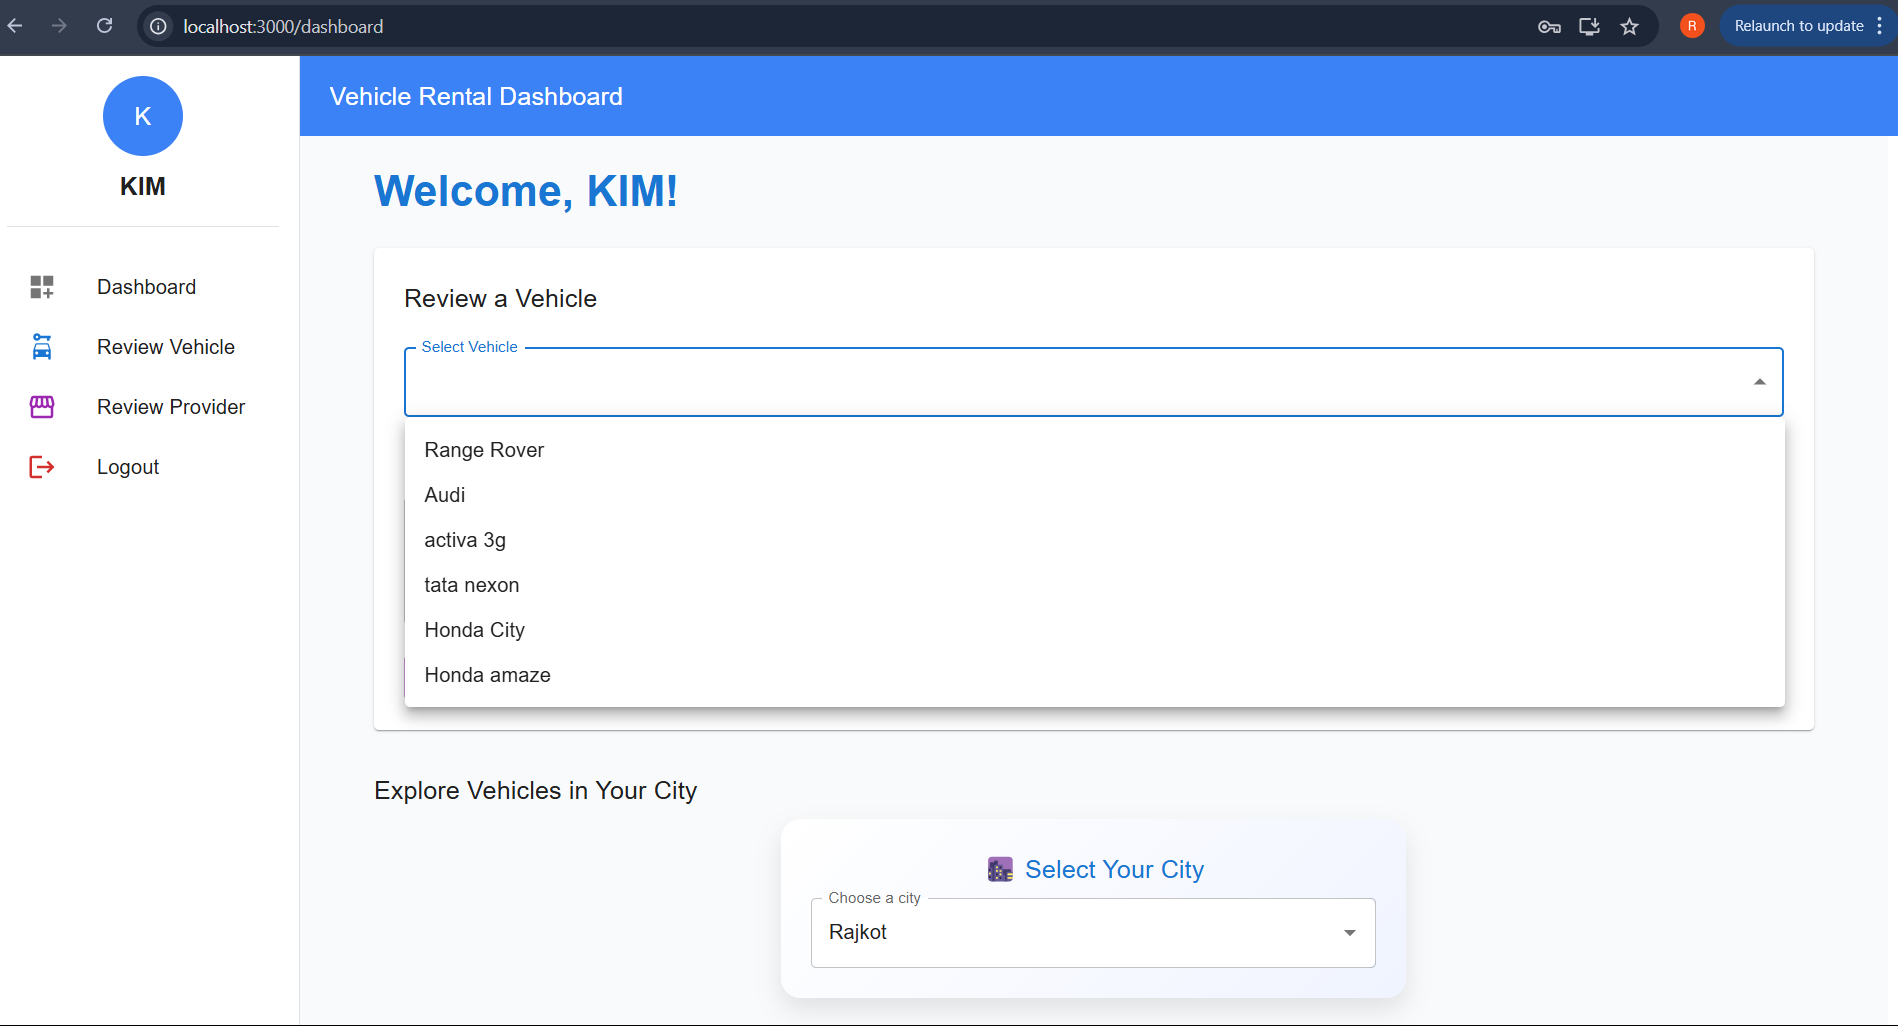 localhost:3000/dashboard
R
Relaunch to update
K
KIM
Dashboard
Review Vehicle
Review Provider
Logout
Vehicle Rental Dashboard
Welcome, KIM!
Review a Vehicle
Select Vehicle
Range Rover
Audi
activa 3g
tata nexon
Honda City
Honda amaze
Explore Vehicles in Your City
Select Your City
Choose a city
Rajkot